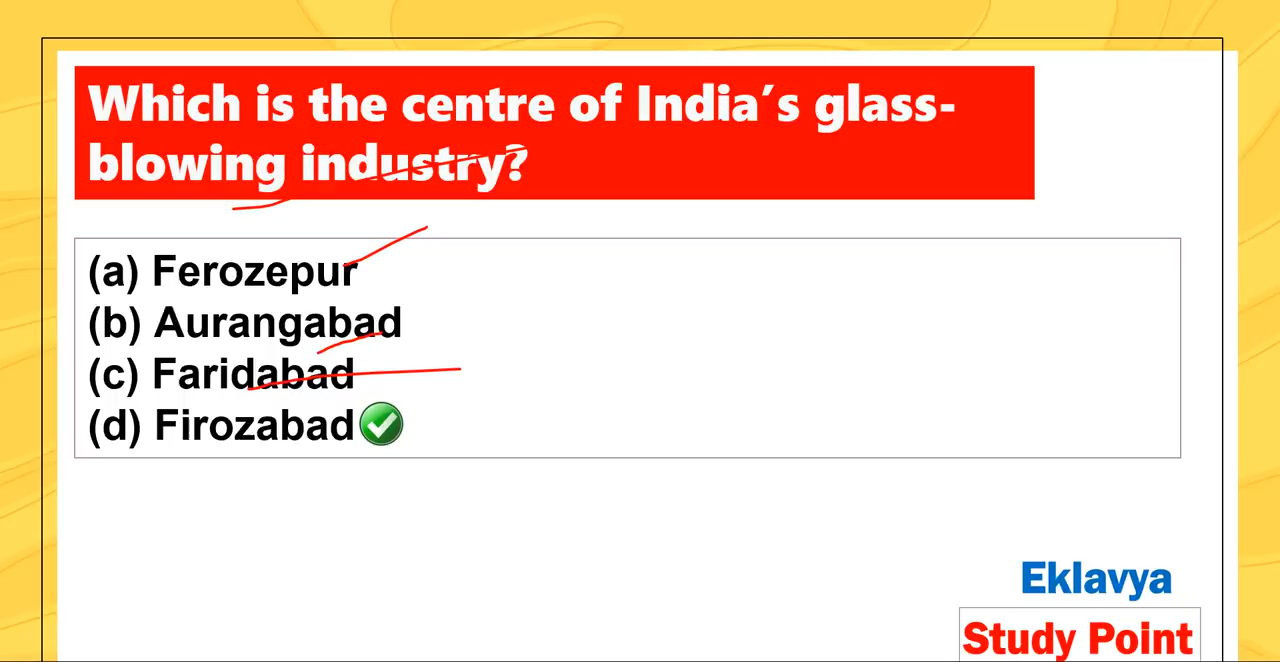 Which is the centre of India’s glass-
blowing industry?
(a) Ferozepur
(b) Aurangabad
(c) Faridabad
(d) Firozabad
Eklavya
Study Point